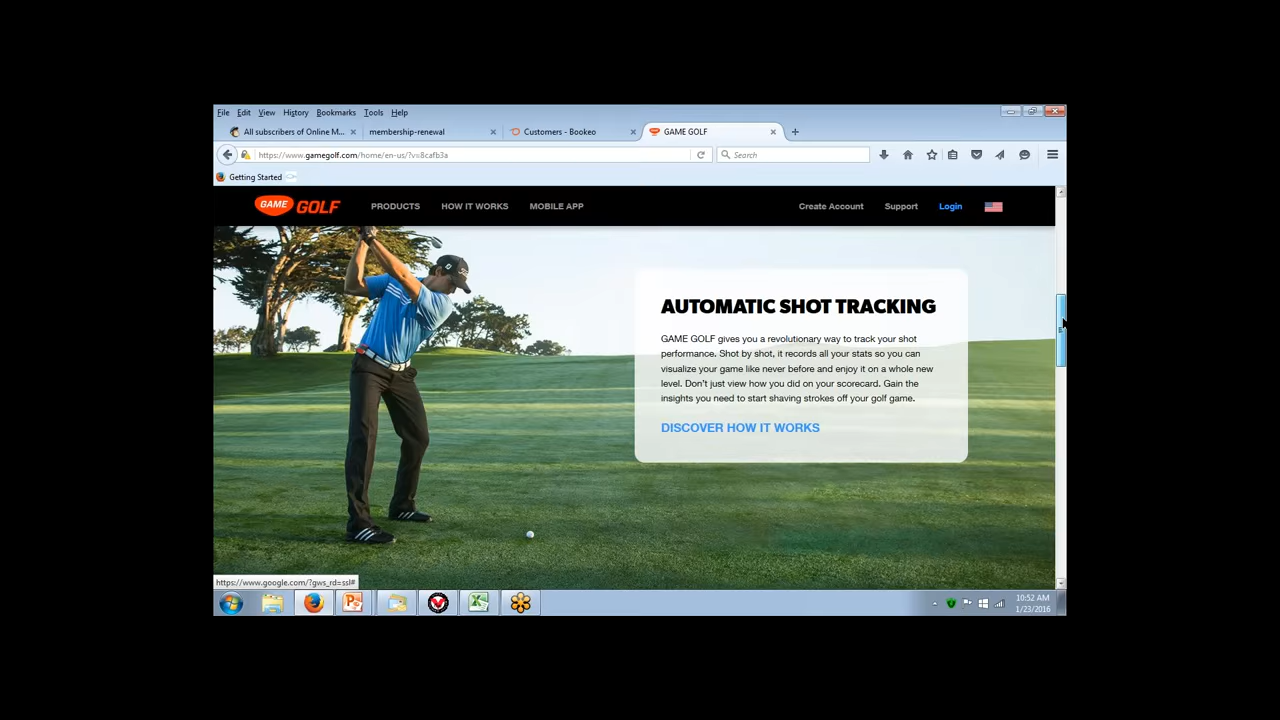 File Edit View History Bookmarks Tools Help
All subscribers of Online M... membership-renewal Customers - Bookeo GAME GOLF
https://www.gamegolf.com/home/en-us/?v=8cafb3a Search
Getting Started
GAME GOLF PRODUCTS HOW IT WORKS MOBILE APP Create Account Support Login
AUTOMATIC SHOT TRACKING
GAME GOLF gives you a revolutionary way to track your shot
performance. Shot by shot, it records all your stats so you can
visualize your game like never before and enjoy it on a whole new
level. Don't just view how you did on your scorecard. Gain the
insights you need to start shaving strokes off your golf game.
DISCOVER HOW IT WORKS
https://www.google.com/?gws_rd=ssl#
10:52 AM
1/23/2016